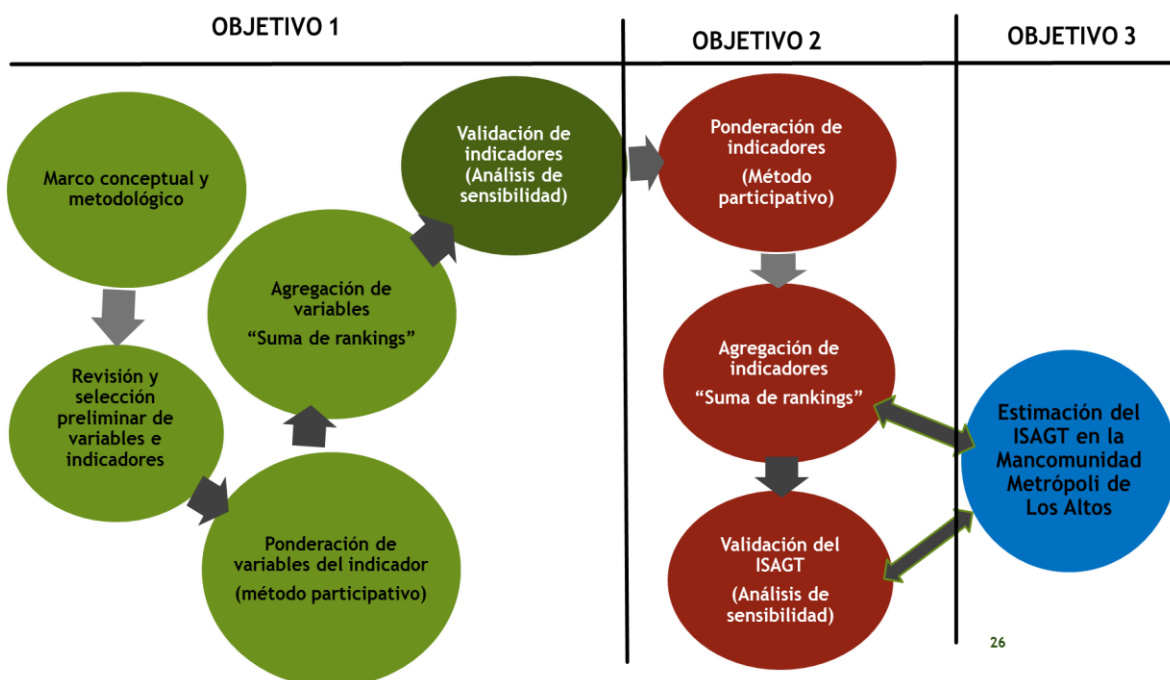 OBJETIVO 1
OBJETIVO 2
OBJETIVO 3
Marco conceptual y
metodológico
Revisión y
selección
preliminar de
variables e
indicadores
Ponderación de
variables del indicador
(método participativo)
Agregación de
variables
“Suma de rankings”
Validación de
indicadores
(Análisis de
sensibilidad)
Ponderación de
indicadores
(Método
participativo)
Agregación de
indicadores
“Suma de rankings”
Validación del
ISAGT
(Análisis de
sensibilidad)
Estimación del
ISAGT en la
Mancomunidad
Metrópoli de
Los Altos
26